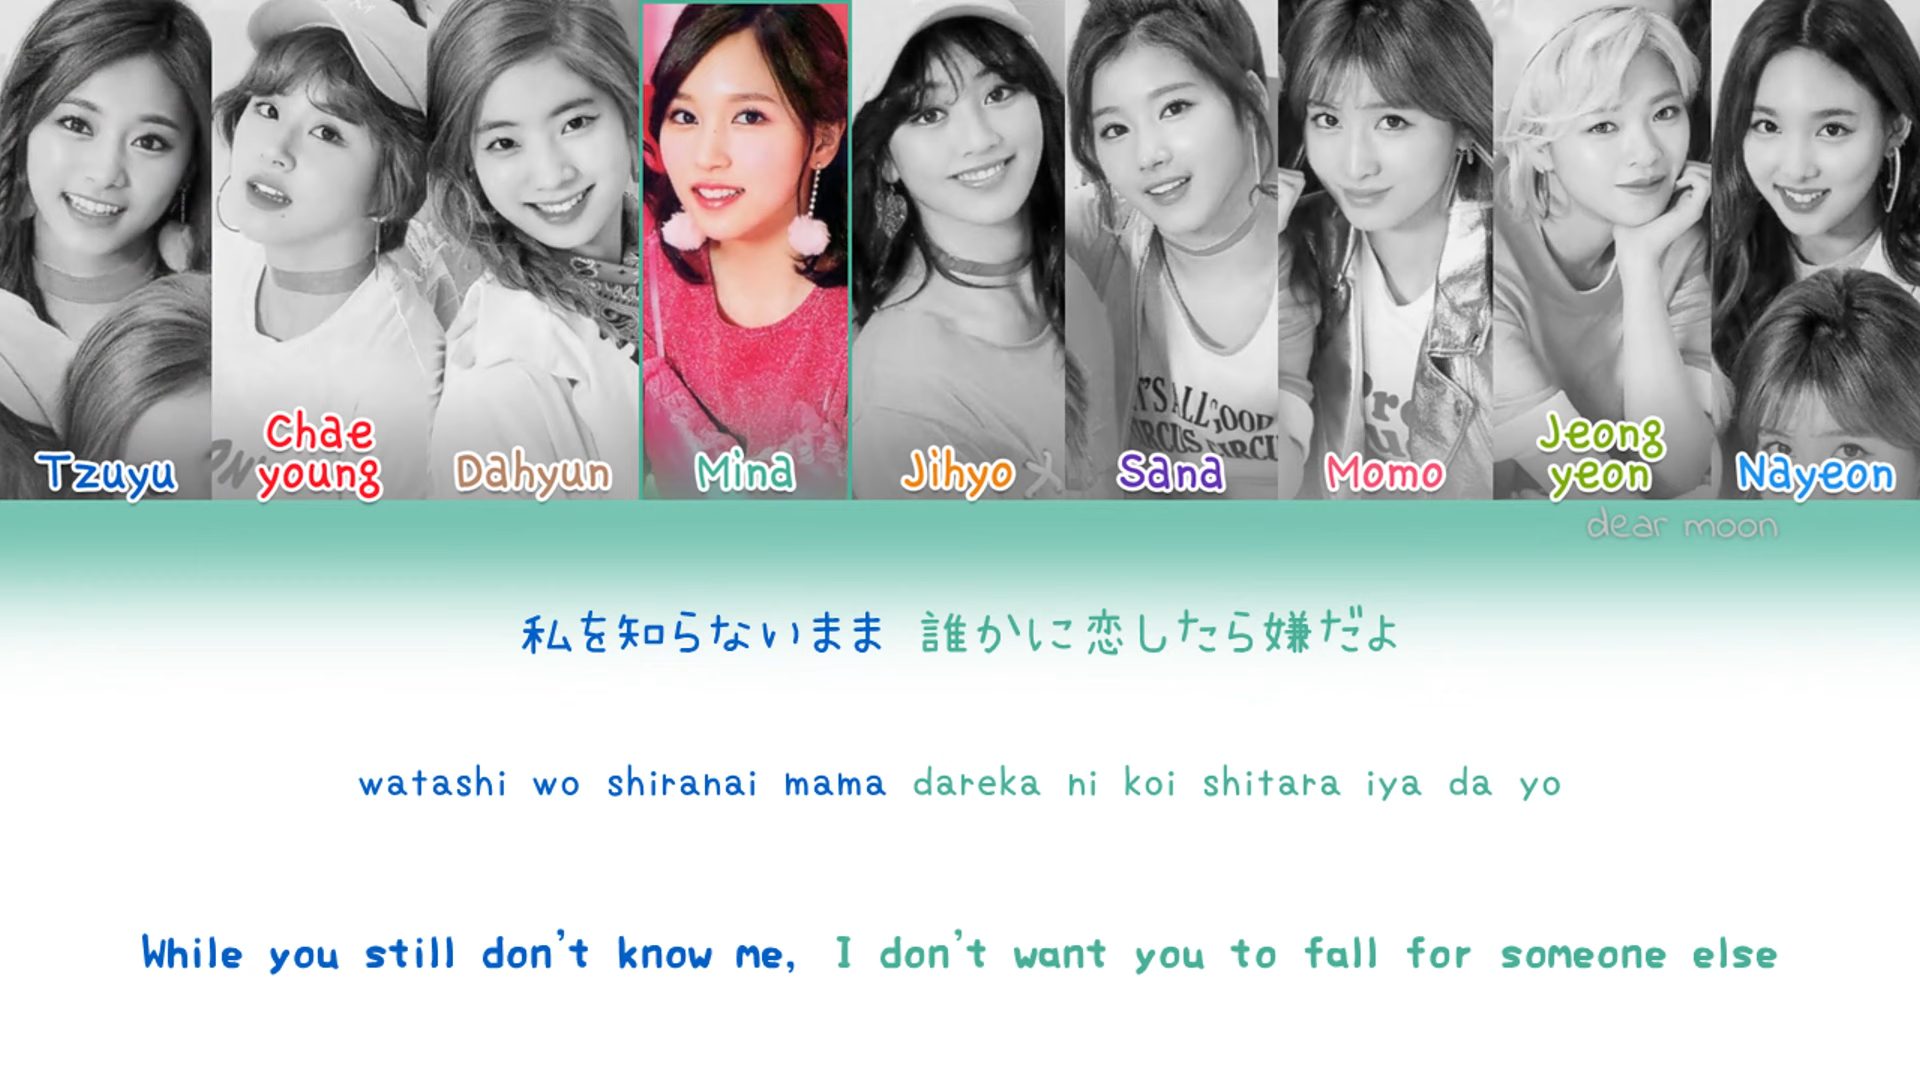 Tzuyu
Chae
young
Dahyun
Mina
Jihyo
Sana
Momo
Jeong
yeon
Nayeon
dear moon
私を知らないまま 誰かに恋したら嫌だよ
watashi wo shiranai mama dareka ni koi shitara iya da yo
While you still don't know me, I don't want you to fall for someone else